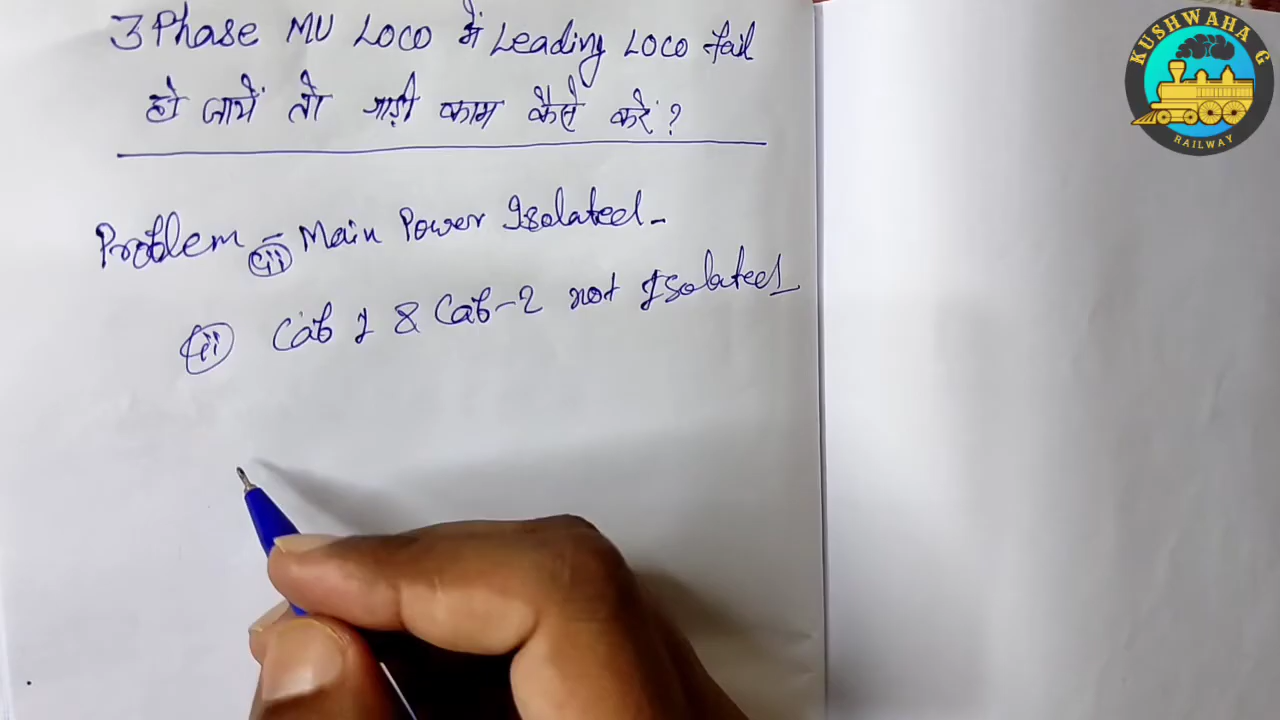 3 Phase MU Loco में Leading Loco fail
हो जायें तो गाड़ी काम कैसे करें?
Problem - (ii) Main Power Isolated -
(ii) Cab 1 & Cab-2 not Isolated
KUSHWAHA G
RAILWAY